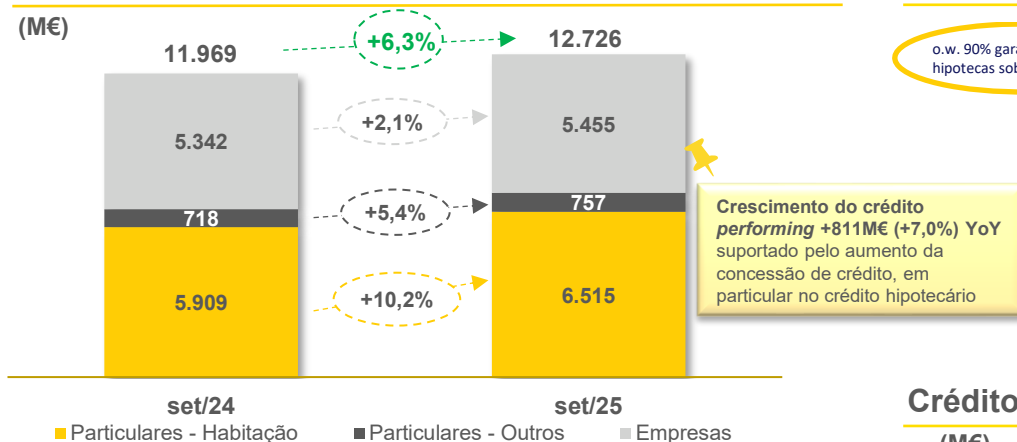 (M€)
11.969
+6,3%
12.726
o.w. 90% gara
hipotecas sob
5.342
+2,1%
5.455
718
+5,4%
757
5.909
+10,2%
6.515
Crescimento do crédito
performing +811M€ (+7,0%) YoY
suportado pelo aumento da
concessão de crédito, em
particular no crédito hipotecário
set/24
set/25
Particulares - Habitação
Particulares - Outros
Empresas
Crédito
(M€)